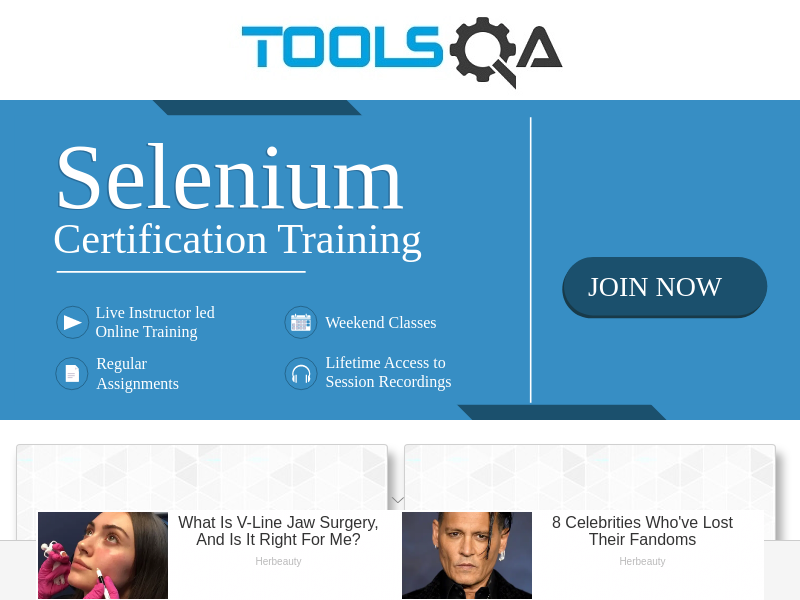 TOOLSQA
Selenium
Certification Training
JOIN NOW
Live Instructor led
Online Training
Weekend Classes
Regular
Assignments
Lifetime Access to
Session Recordings
What Is V-Line Jaw Surgery,
And Is It Right For Me?
Herbeauty
8 Celebrities Who've Lost
Their Fandoms
Herbeauty